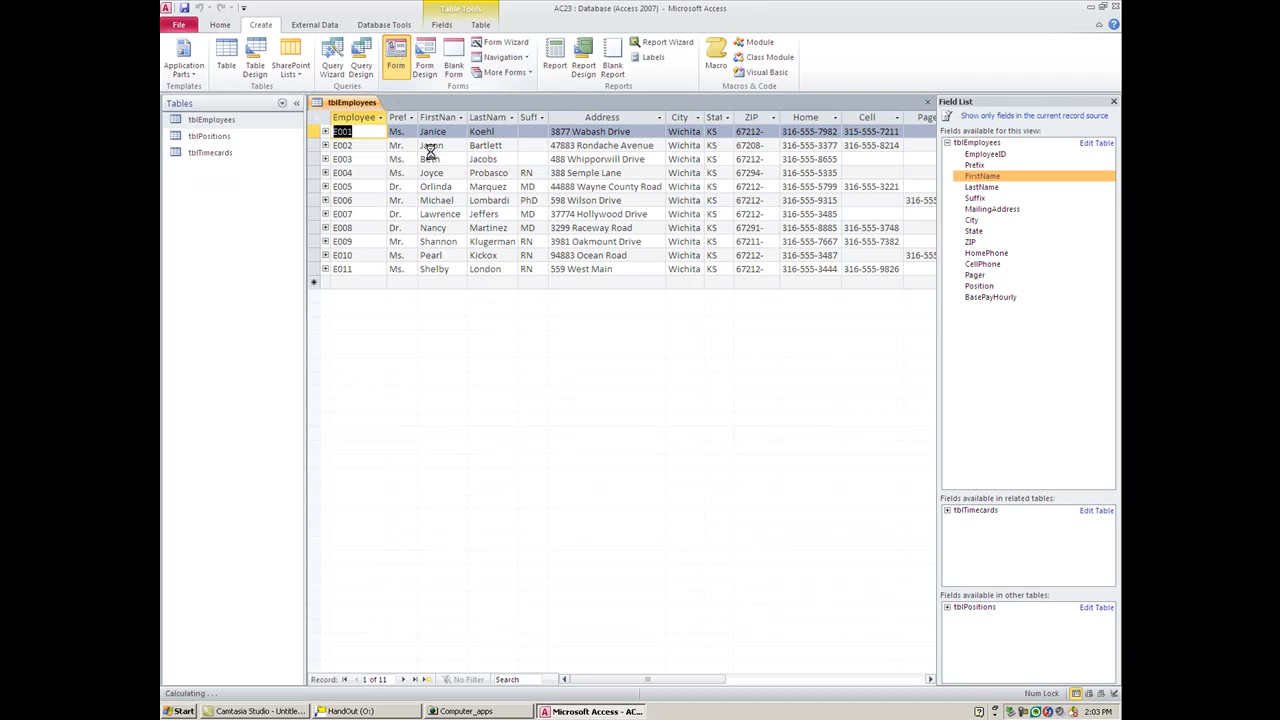 Table Tools
AC23 : Database (Access 2007) - Microsoft Access
File Home Create External Data Database Tools Fields Table
Application Parts
Table
Table Design
SharePoint Lists
Query Wizard
Query Design
Form
Form Design
Blank Form
Form Wizard
Navigation
More Forms
Report
Report Design
Blank Report
Report Wizard
Labels
Macro
Module
Class Module
Visual Basic
Templates Tables Queries Forms Reports Macros & Code
Tables
tblEmployees
tblPositions
tblTimecards
tblEmployees
Employee Pref FirstNan LastNam Suff Address City Stat ZIP Home Cell Page
E001 Ms. Janice Koehl 3877 Wabash Drive Wichita KS 67212- 316-555-7982 315-555-7211
E002 Mr. Bartlett 47883 Rondache Avenue Wichita KS 67208- 316-555-3377 316-555-8214
E003 Ms. Jacobs 488 Whipporwill Drive Wichita KS 67212- 316-555-8655
E004 Ms. Joyce Probasco RN 388 Semple Lane Wichita KS 67294- 316-555-5335
E005 Dr. Orlinda Marquez MD 44888 Wayne County Road Wichita KS 67212- 316-555-5799 316-555-3221
E006 Mr. Michael Lombardi PhD 598 Wilson Drive Wichita KS 67212- 316-555-9315 316-555
E007 Dr. Lawrence Jeffers MD 37774 Hollywood Drive Wichita KS 67212- 316-555-3485
E008 Dr. Nancy Martinez MD 3299 Raceway Road Wichita KS 67291- 316-555-8885 316-555-3748
E009 Mr. Shannon Klugerman RN 3981 Oakmount Drive Wichita KS 67211- 316-555-7667 316-555-7382
E010 Ms. Pearl Kickox RN 94883 Ocean Road Wichita KS 67212- 316-555-3840 316-555
E011 Ms. Shelby London RN 559 West Main Wichita KS 67212- 316-555-3444 316-555-9826
Field List
Show only fields in the current record source
Fields available for this view:
tblEmployees Edit Table
EmployeeID
Prefix
FirstName
LastName
Suffix
MailingAddress
City
State
ZIP
HomePhone
CellPhone
Pager
Position
BasePayHourly
Fields available in related tables:
tblTimecards Edit Table
Fields available in other tables:
tblPositions Edit Table
Record: 1 of 11 No Filter Search
Calculating . . . Num Lock
Start Camtasia Studio - Untitle... HandOut (O:) Computer_apps Microsoft Access - AC... 2:03 PM